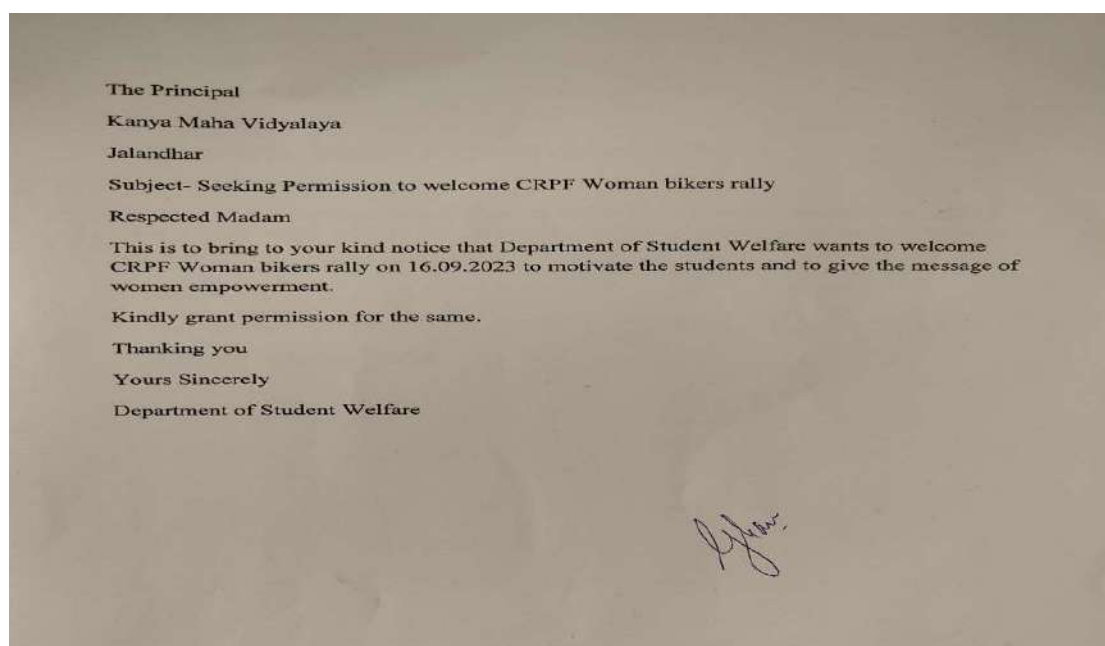 The Principal
Kanya Maha Vidyalaya
Jalandhar
Subject- Seeking Permission to welcome CRPF Woman bikers rally
Respected Madam
This is to bring to your kind notice that Department of Student Welfare wants to welcome
CRPF Woman bikers rally on 16.09.2023 to motivate the students and to give the message of
women empowerment.
Kindly grant permission for the same.
Thanking you
Yours Sincerely
Department of Student Welfare